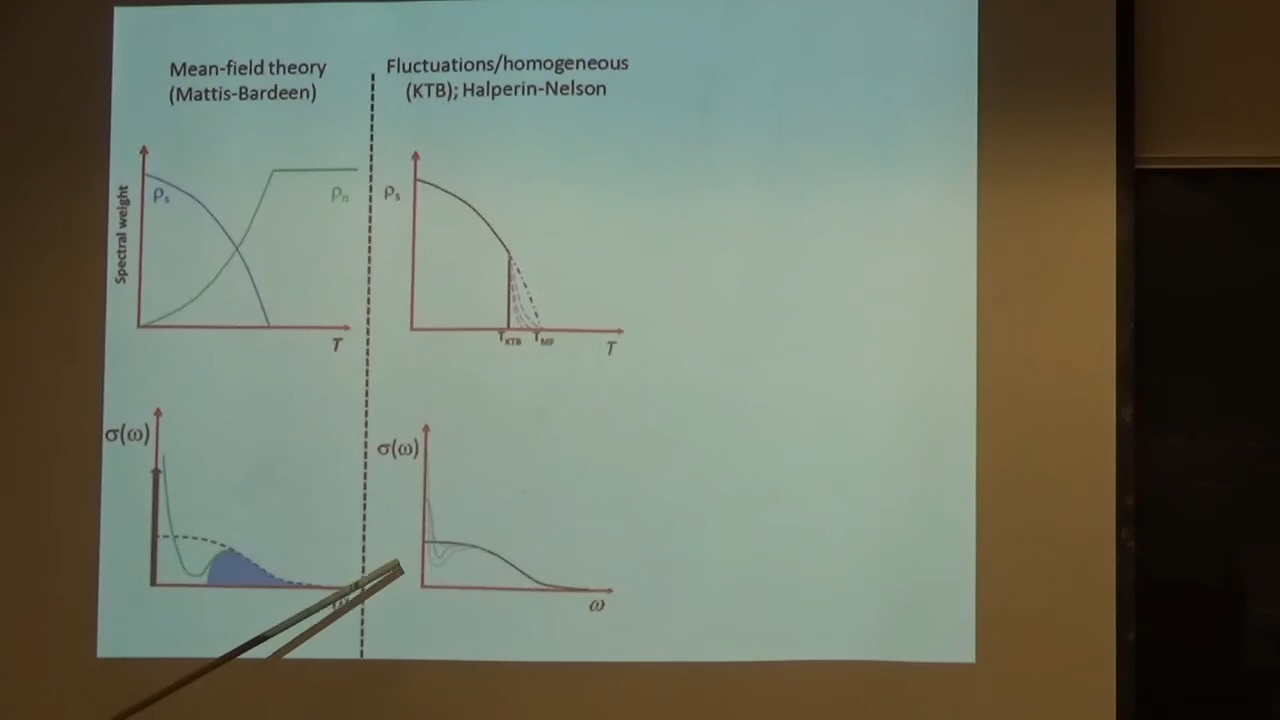 Mean-field theory
(Mattis-Bardeen)
Spectral weight
ρs
ρn
T
σ(ω)
Fluctuations/homogeneous
(KTB); Halperin-Nelson
ρs
TKTB
TMF
T
σ(ω)
ω